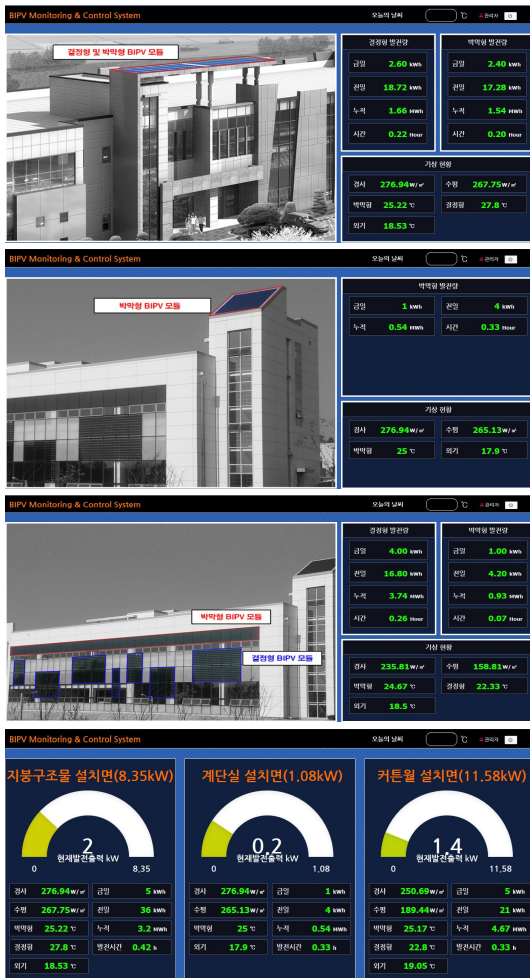 BIPV Monitoring & Control System 오늘의 날씨 ℃ 관리자
결정형 및 박막형 BIPV 모듈
결정형 발전량 박막형 발전량
금일 2.60 kWh 금일 2.40 kWh
전일 18.72 kWh 전일 17.28 kWh
누적 1.66 MWh 누적 1.54 MWh
시간 0.22 Hour 시간 0.20 Hour
기상 현황
경사 276.94 W/㎡ 수평 267.75 W/㎡
박막형 25.22 ℃ 결정형 27.8 ℃
외기 18.53 ℃
BIPV Monitoring & Control System 오늘의 날씨 ℃ 관리자
박막형 BIPV 모듈
박막형 발전량
금일 1 kWh 전일 4 kWh
누적 0.54 MWh 시간 0.33 Hour
기상 현황
경사 276.94 W/㎡ 수평 265.13 W/㎡
박막형 25 ℃ 외기 17.9 ℃
BIPV Monitoring & Control System 오늘의 날씨 ℃ 관리자
박막형 BIPV 모듈
결정형 BIPV 모듈
결정형 발전량 박막형 발전량
금일 4.00 kWh 금일 1.00 kWh
전일 16.80 kWh 전일 4.20 kWh
누적 3.74 MWh 누적 0.93 MWh
시간 0.26 Hour 시간 0.07 Hour
기상 현황
경사 235.81 W/㎡ 수평 158.81 W/㎡
박막형 24.67 ℃ 결정형 22.33 ℃
외기 18.5 ℃
BIPV Monitoring & Control System 오늘의 날씨 ℃ 관리자
지붕구조물 설치면(8.35kW)
2
현재발전출력 kW
0 8,35
경사 276.94 W/㎡ 금일 5 kWh
수평 267.75 W/㎡ 전일 36 kWh
박막형 25.22 ℃ 누적 3.2 MWh
결정형 27.8 ℃ 발전시간 0.42 h
외기 18.53 ℃
계단실 설치면(1.08kW)
0.2
현재발전출력 kW
0 1,08
경사 276.94 W/㎡ 금일 1 kWh
수평 265.13 W/㎡ 전일 4 kWh
박막형 25 ℃ 누적 0.54 MWh
외기 17.9 ℃ 발전시간 0.33 h
커튼월 설치면(11.58kW)
1.4
현재발전출력 kW
0 11,58
경사 250.69 W/㎡ 금일 5 kWh
수평 189.44 W/㎡ 전일 21 kWh
박막형 25.17 ℃ 누적 4.67 MWh
결정형 22.8 ℃ 발전시간 0.33 h
외기 19.05 ℃